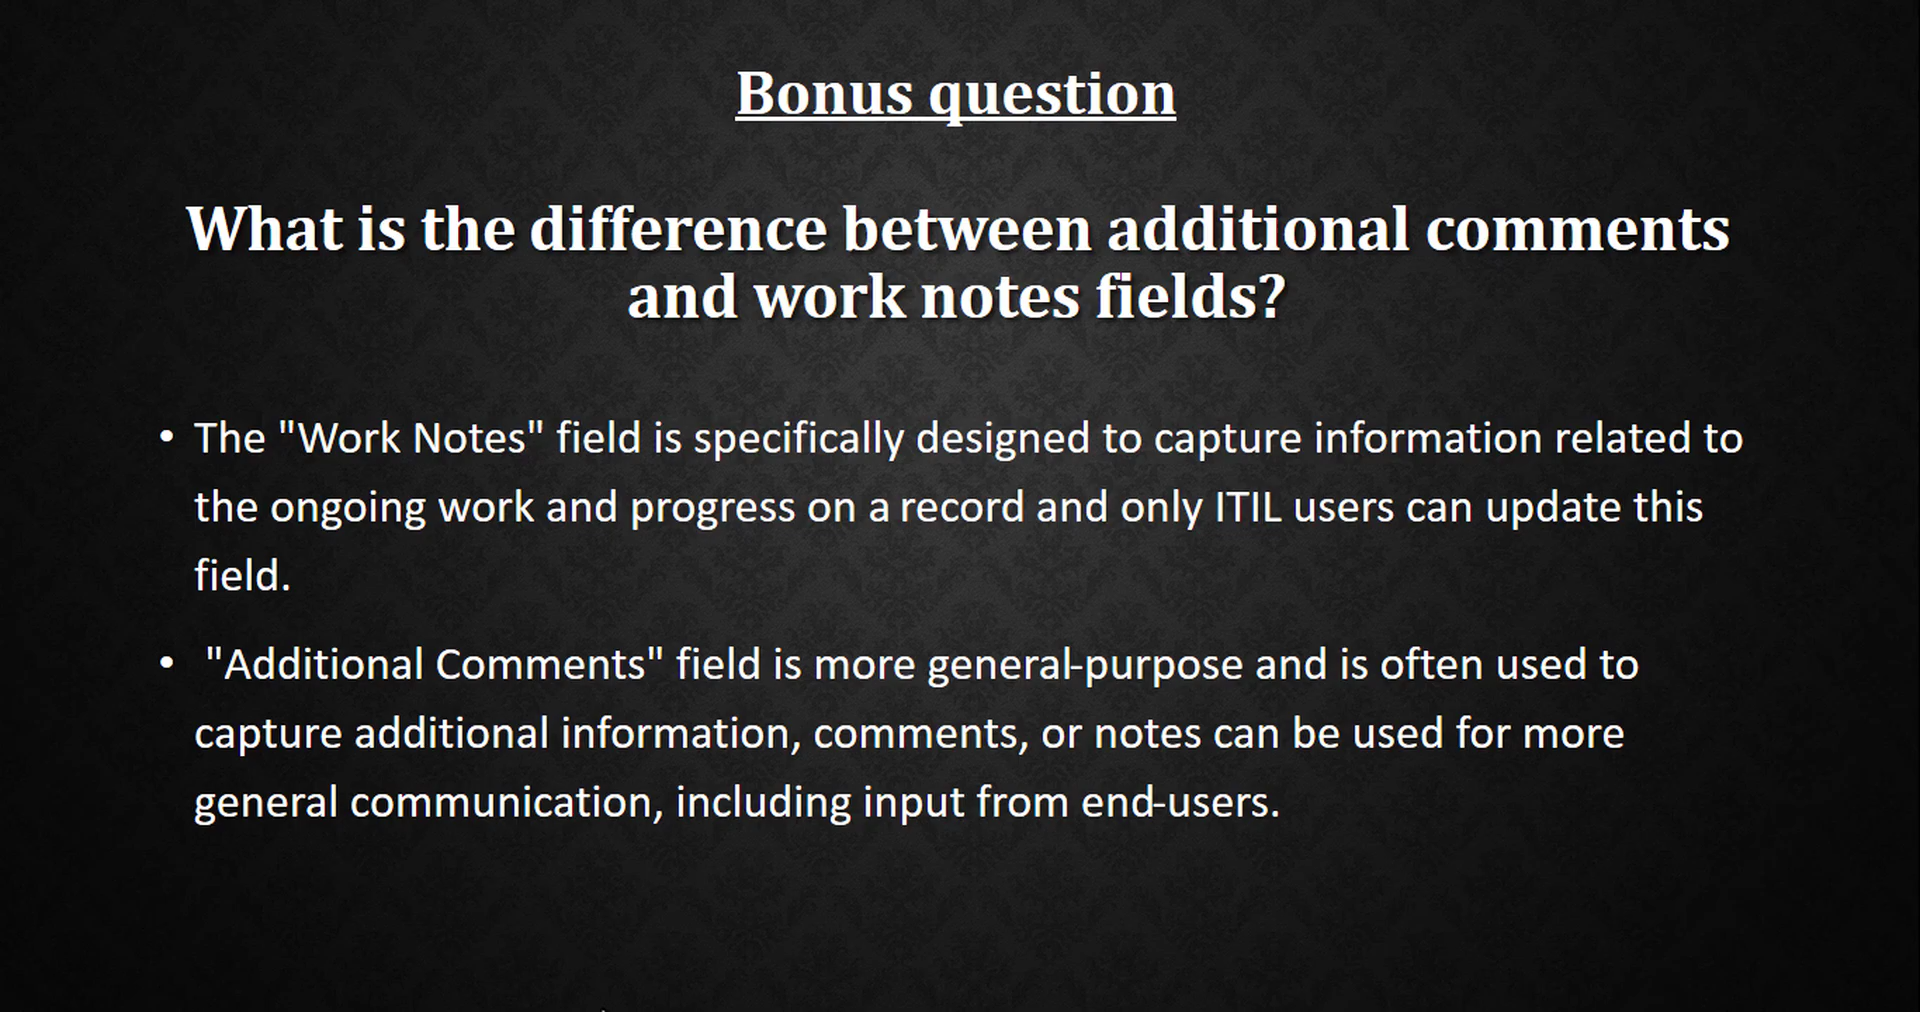 Bonus question
What is the difference between additional comments
and work notes fields?
• The "Work Notes" field is specifically designed to capture information related to
the ongoing work and progress on a record and only ITIL users can update this
field.
• "Additional Comments" field is more general-purpose and is often used to
capture additional information, comments, or notes can be used for more
general communication, including input from end-users.